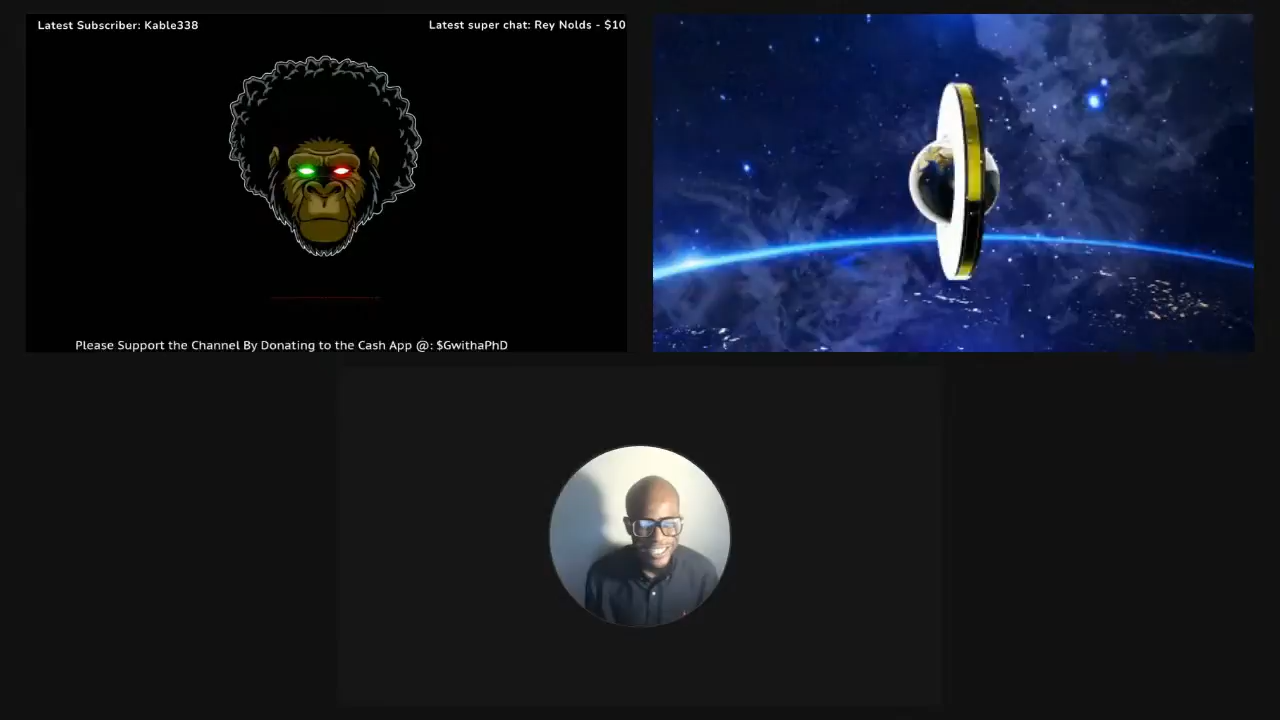 Latest Subscriber: Kable338
Latest super chat: Rey Nolds - $10
Please Support the Channel By Donating to the Cash App @: $GwithaPhD